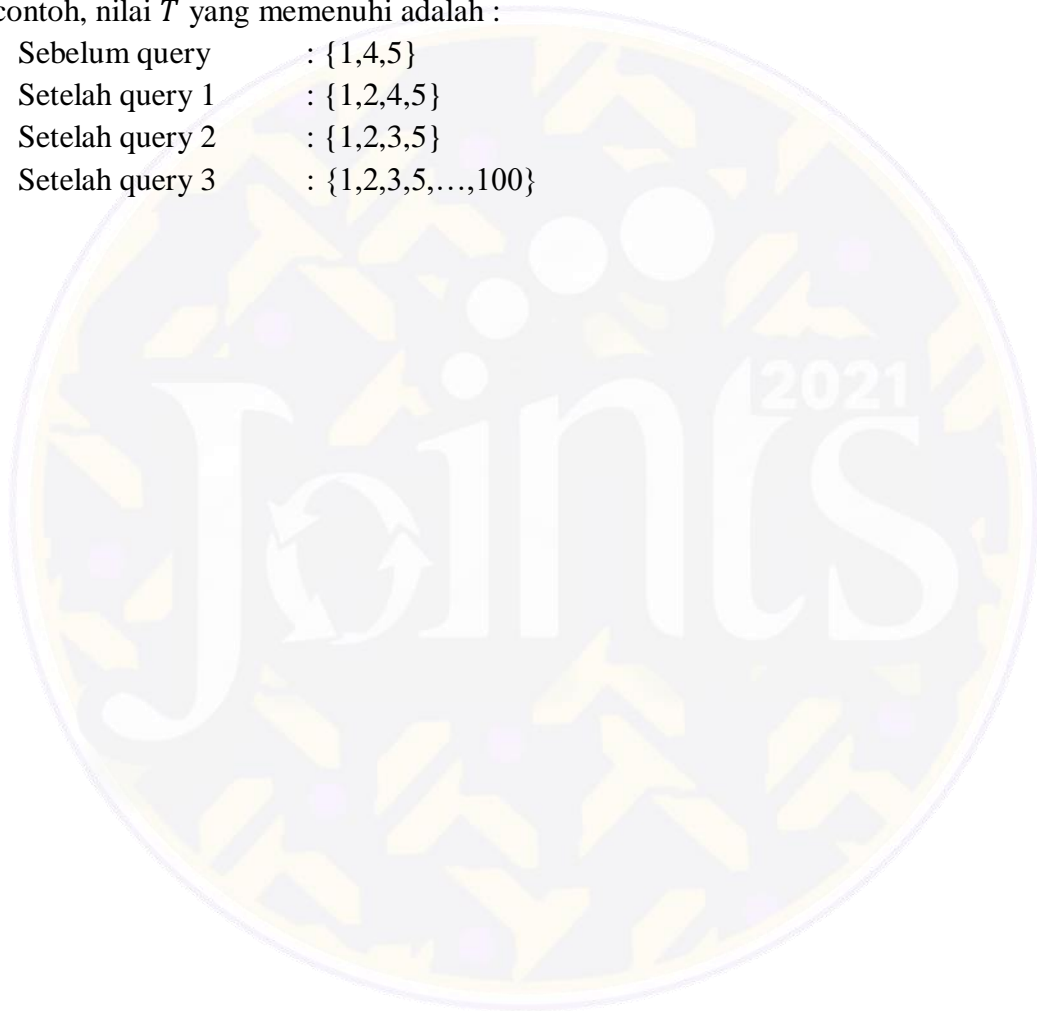 contoh, nilai T yang memenuhi adalah :
Sebelum query : {1,4,5}
Setelah query 1 : {1,2,4,5}
Setelah query 2 : {1,2,3,5}
Setelah query 3 : {1,2,3,5,…,100}
2021
Joints